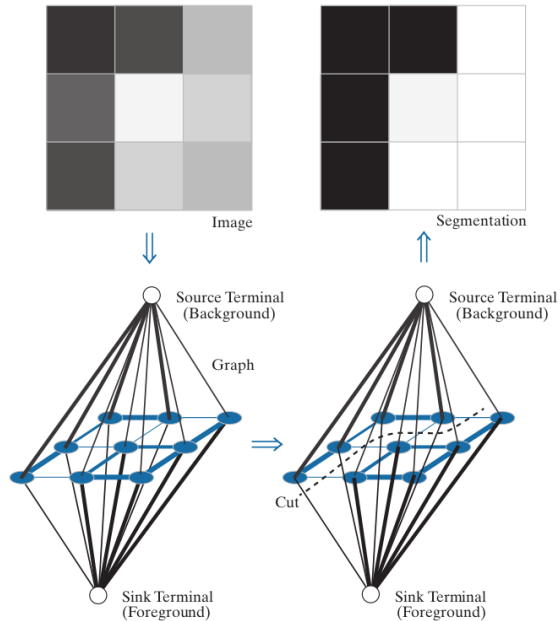 Image
Segmentation
Source Terminal
(Background)
Source Terminal
(Background)
Graph
Cut
Sink Terminal
(Foreground)
Sink Terminal
(Foreground)